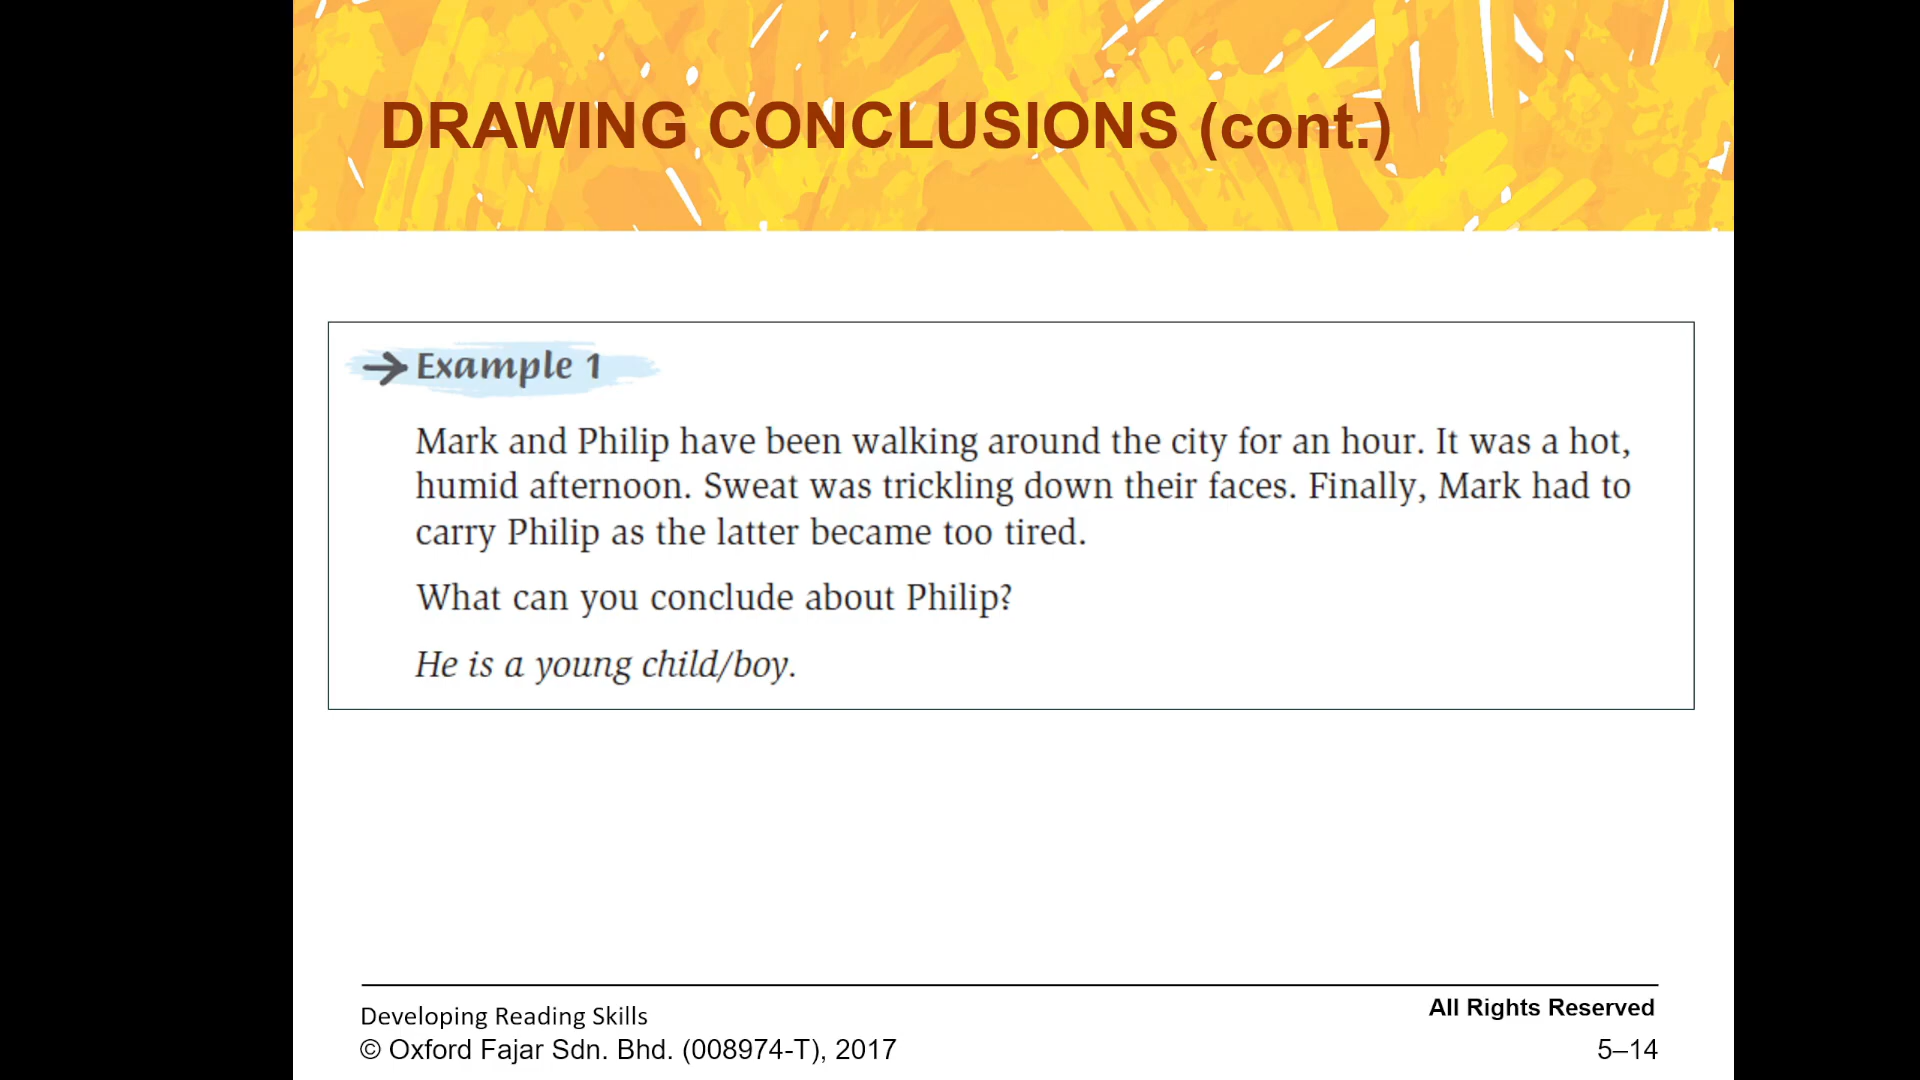 DRAWING CONCLUSIONS (cont.)
Example 1
Mark and Philip have been walking around the city for an hour. It was a hot,
humid afternoon. Sweat was trickling down their faces. Finally, Mark had to
carry Philip as the latter became too tired.
What can you conclude about Philip?
He is a young child/boy.
Developing Reading Skills
© Oxford Fajar Sdn. Bhd. (008974-T), 2017
All Rights Reserved
5–14